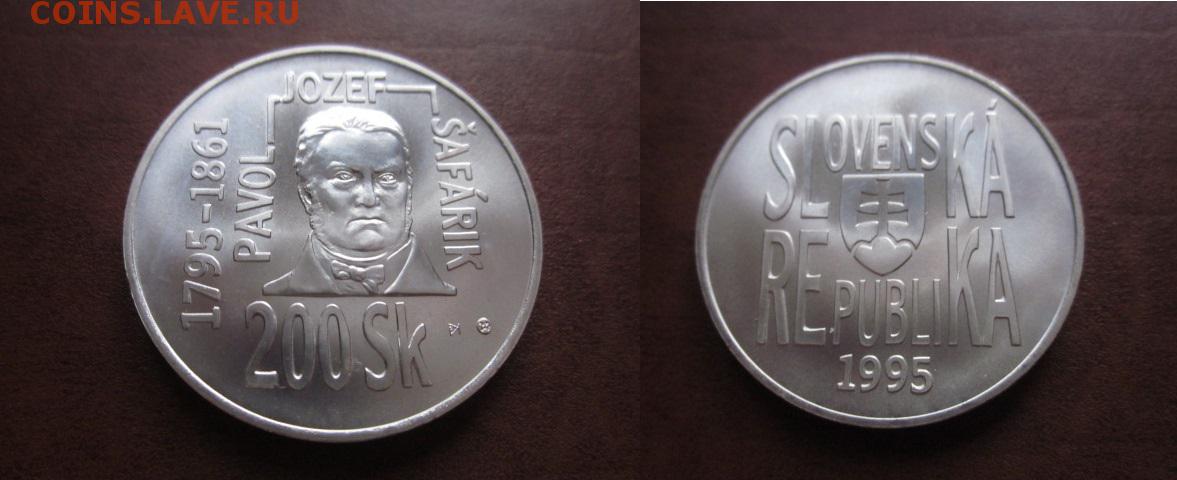 COINS.LAVE.RU
JOZEF
PAVOL
ŠAFÁRIK
1795-1861
200 Sk
SLOVENSKÁ
REPUBLIKA
1995